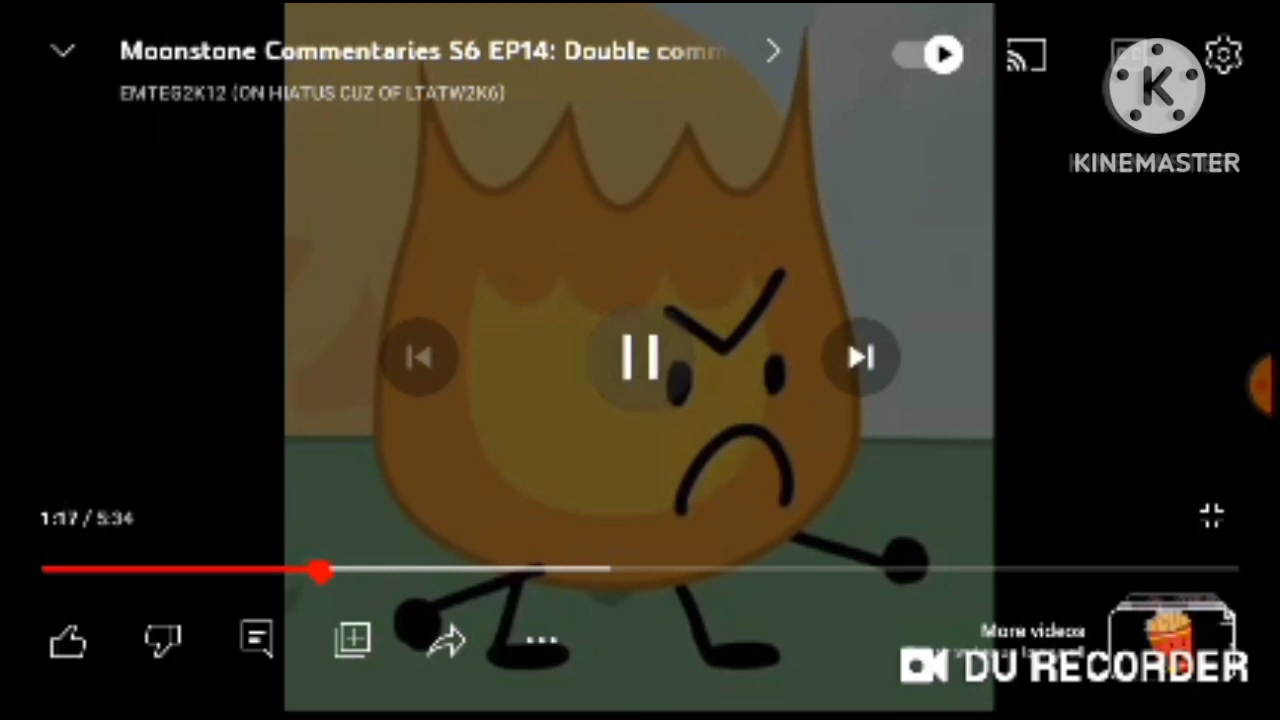 Moonstone Commentaries S6 EP14: Double comm
EMTEG2K12 (ON HIATUS CUZ OF LTATW2K6)
K
KINEMASTER
1:17 / 5:34
More videos
DU RECORDER